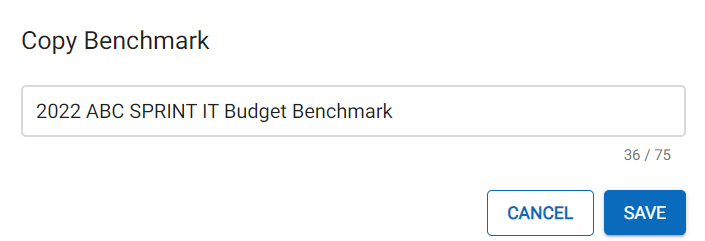 Copy Benchmark
2022 ABC SPRINT IT Budget Benchmark
36 / 75
CANCEL SAVE